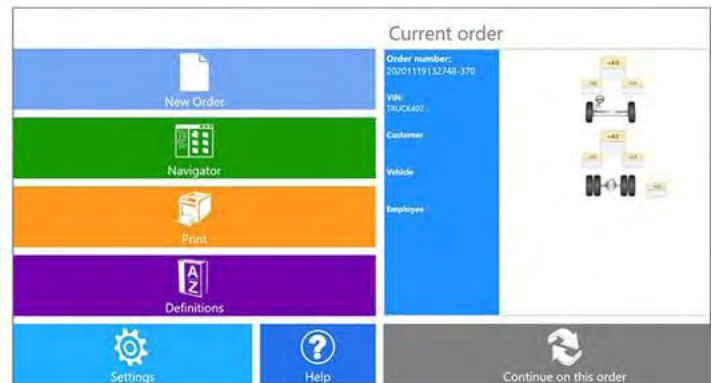 Current order
New Order
Order number:
20201119132748-370
VIN:
TRUCK402
Customer
Vehicle
Employee
Navigator
Print
A
Z
Definitions
Settings
?
Help
Continue on this order